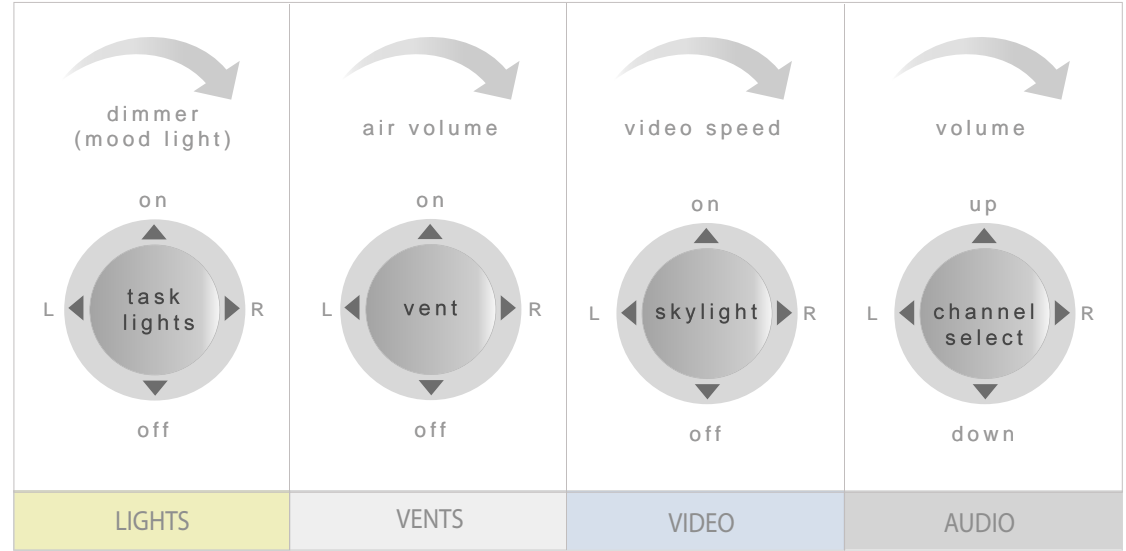 dimmer
(mood light)
on
L
task
lights
R
off
LIGHTS
air volume
on
L
vent
R
off
VENTS
video speed
on
L
skylight
R
off
VIDEO
volume
up
L
channel
select
R
down
AUDIO